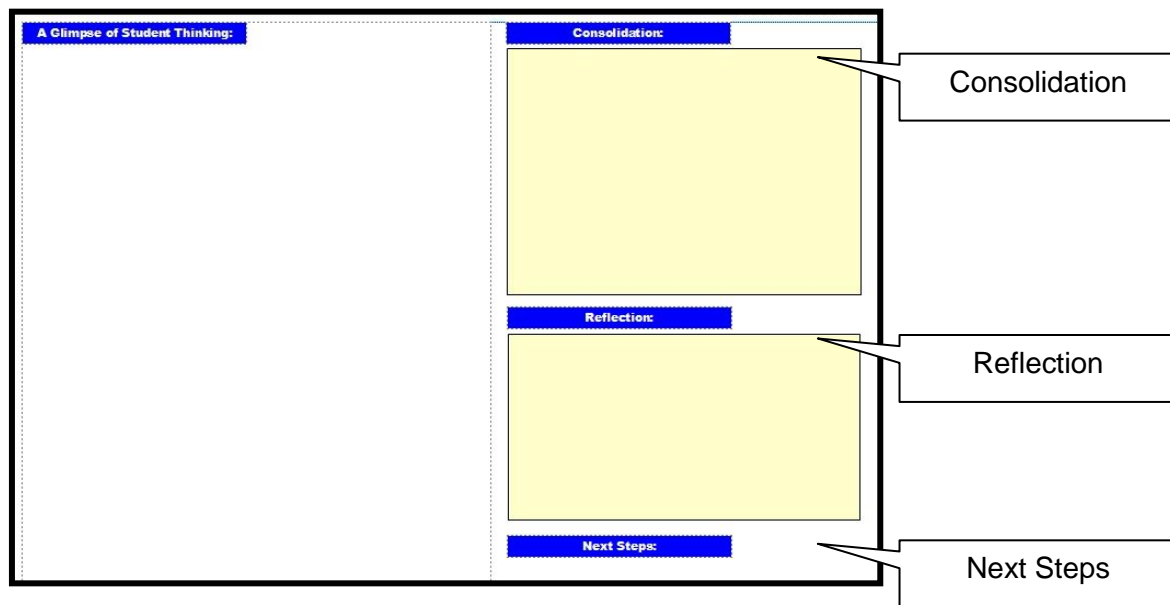 A Glimpse of Student Thinking:
Consolidation:
Consolidation
Reflection:
Reflection
Next Steps:
Next Steps